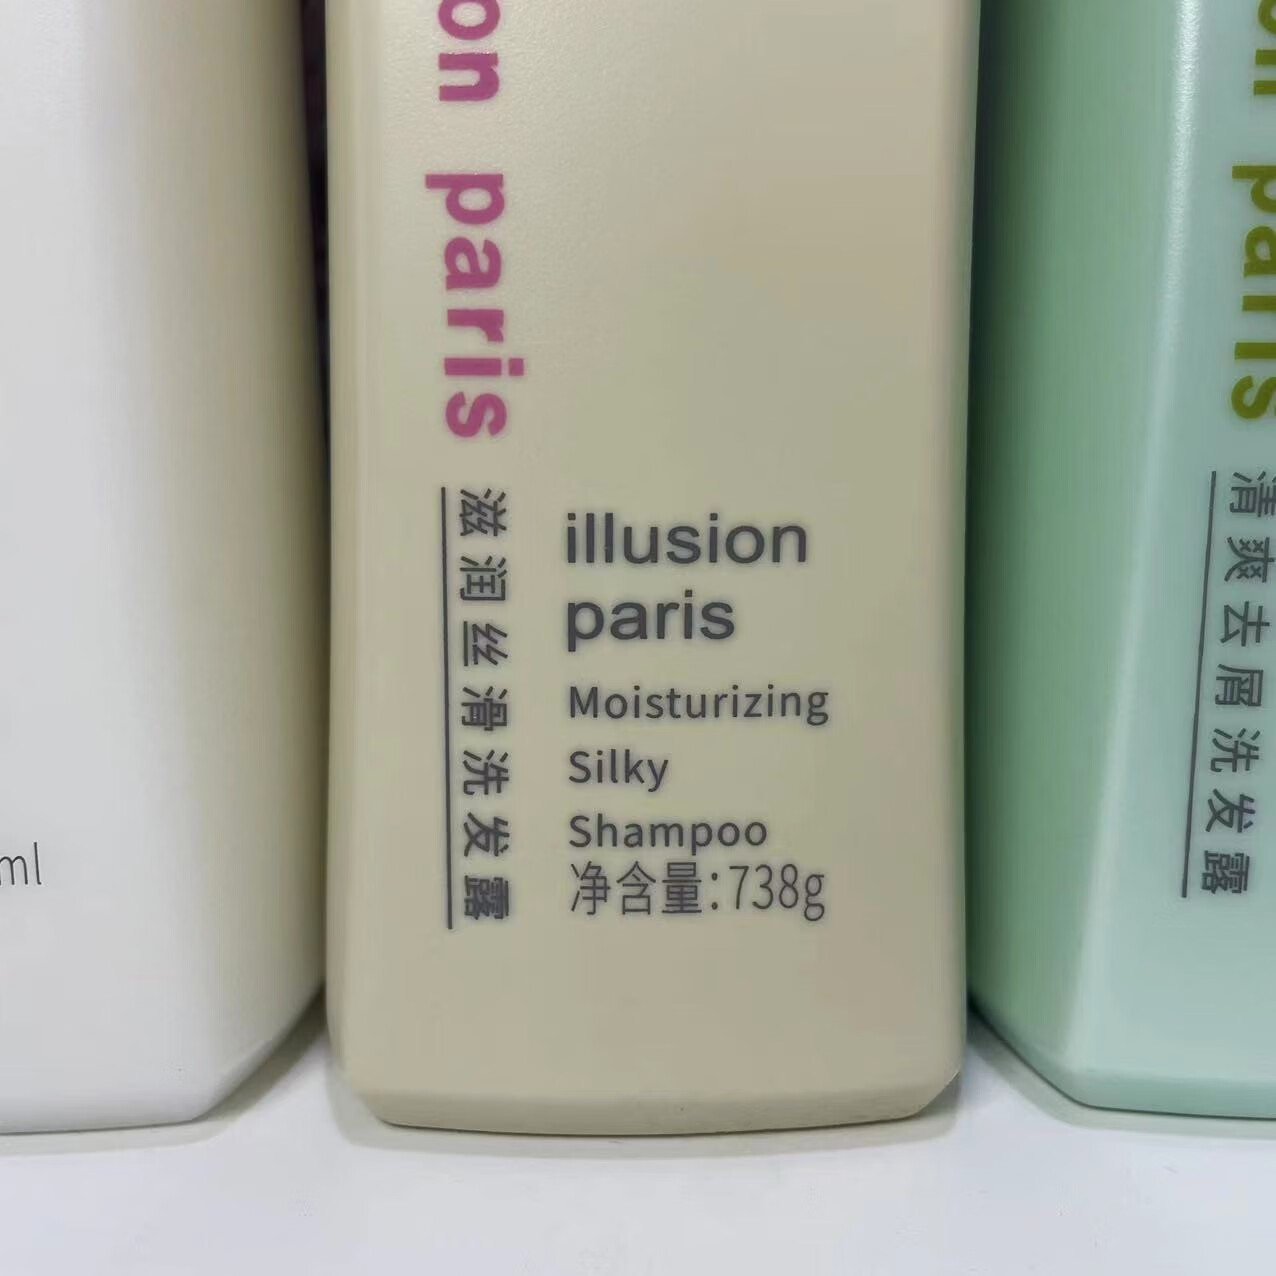 ml
on paris
滋润丝滑洗发露
illusion
paris
Moisturizing
Silky
Shampoo
净含量:738g
on paris
清爽去屑洗发露